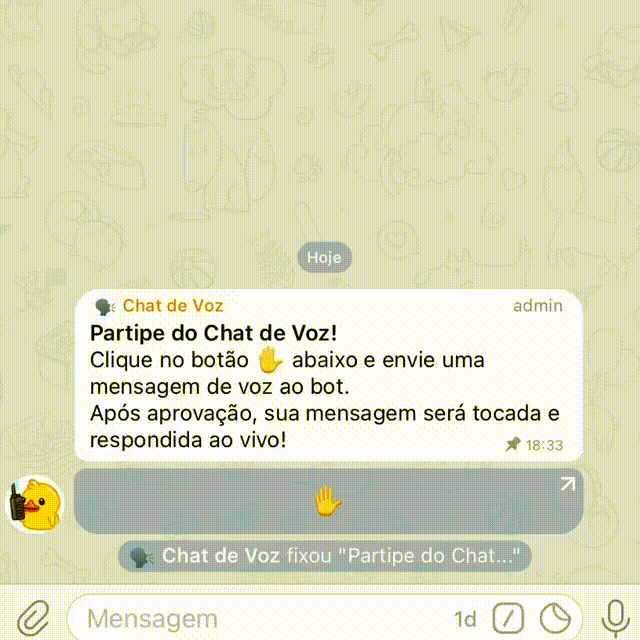 Hoje
🗣 Chat de Voz admin
Partipe do Chat de Voz!
Clique no botão ✋ abaixo e envie uma
mensagem de voz ao bot.
Após aprovação, sua mensagem será tocada e
respondida ao vivo!
📌 18:33
✋
🗣 Chat de Voz fixou "Partipe do Chat..."
Mensagem 1d